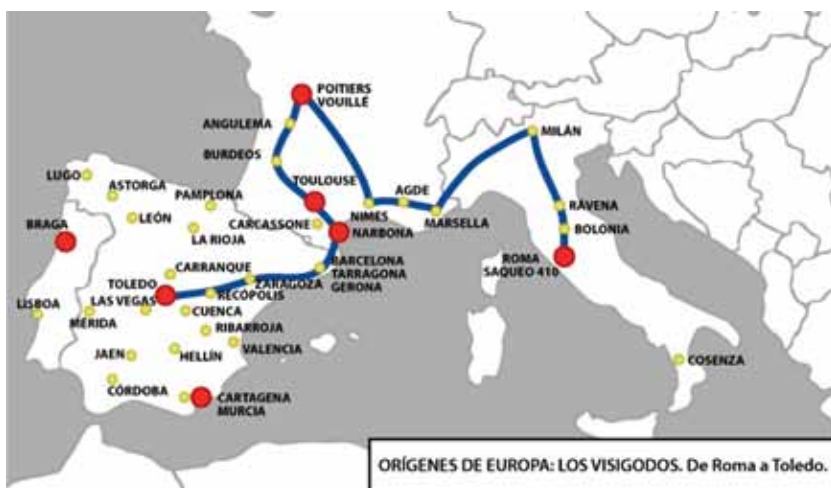 POITIERS
VOUILLÉ
ANGULEMA
MILÁN
BURDEOS
LUGO
ASTORGA
PAMPLONA
TOULOUSE
AGDE
NIMES
RÁVENA
BRAGA
LEÓN
CARCASSONE
MARSELLA
BOLONIA
LA RIOJA
NARBONA
ROMA
SAQUEO 410
CARRANQUE
BARCELONA
TARRAGONA
GERONA
TOLEDO
ZARAGOZA
LISBOA
LAS VEGAS
RECÓPOLIS
MÉRIDA
CUENCA
RIBARROJA
JAEN
HELLÍN
VALENCIA
COSENZA
CÓRDOBA
CARTAGENA
MURCIA
ORÍGENES DE EUROPA: LOS VISIGODOS. De Roma a Toledo.